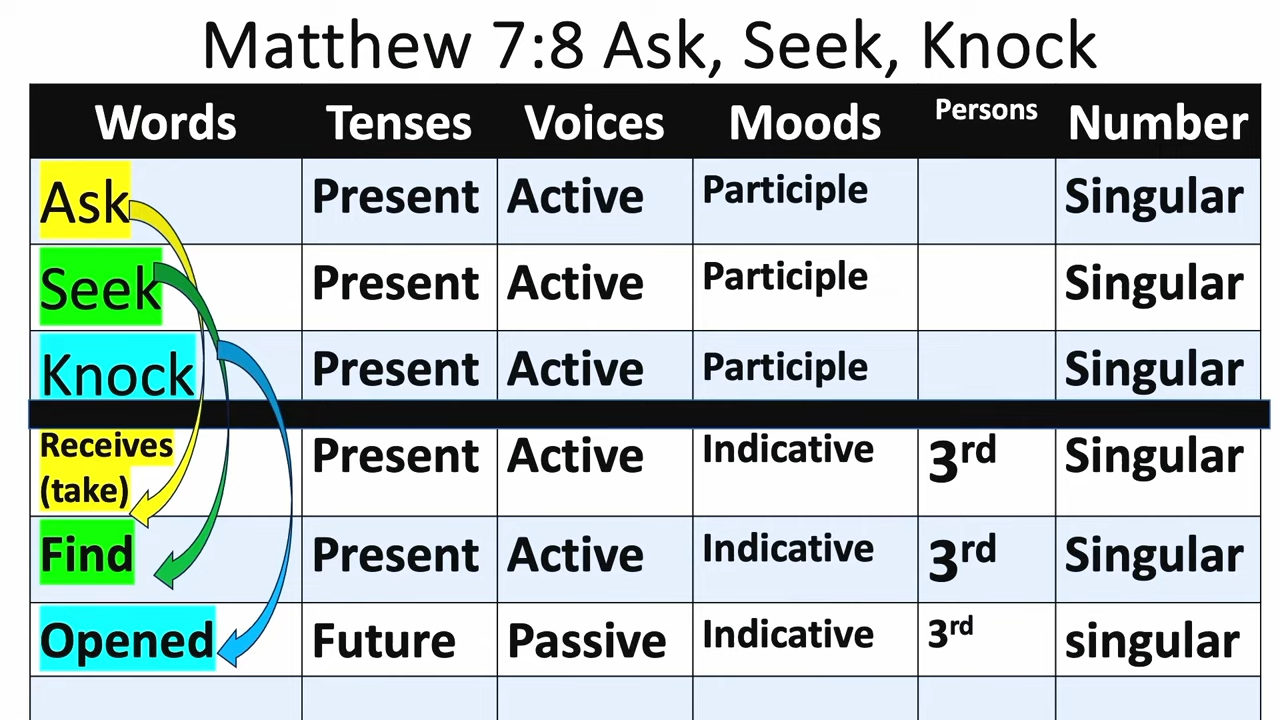 Matthew 7:8 Ask, Seek, Knock
Words Tenses Voices Moods Persons Number
Ask Present Active Participle Singular
Seek Present Active Participle Singular
Knock Present Active Participle Singular
Receives Present Active Indicative 3rd Singular
(take)
Find Present Active Indicative 3rd Singular
Opened Future Passive Indicative 3rd singular